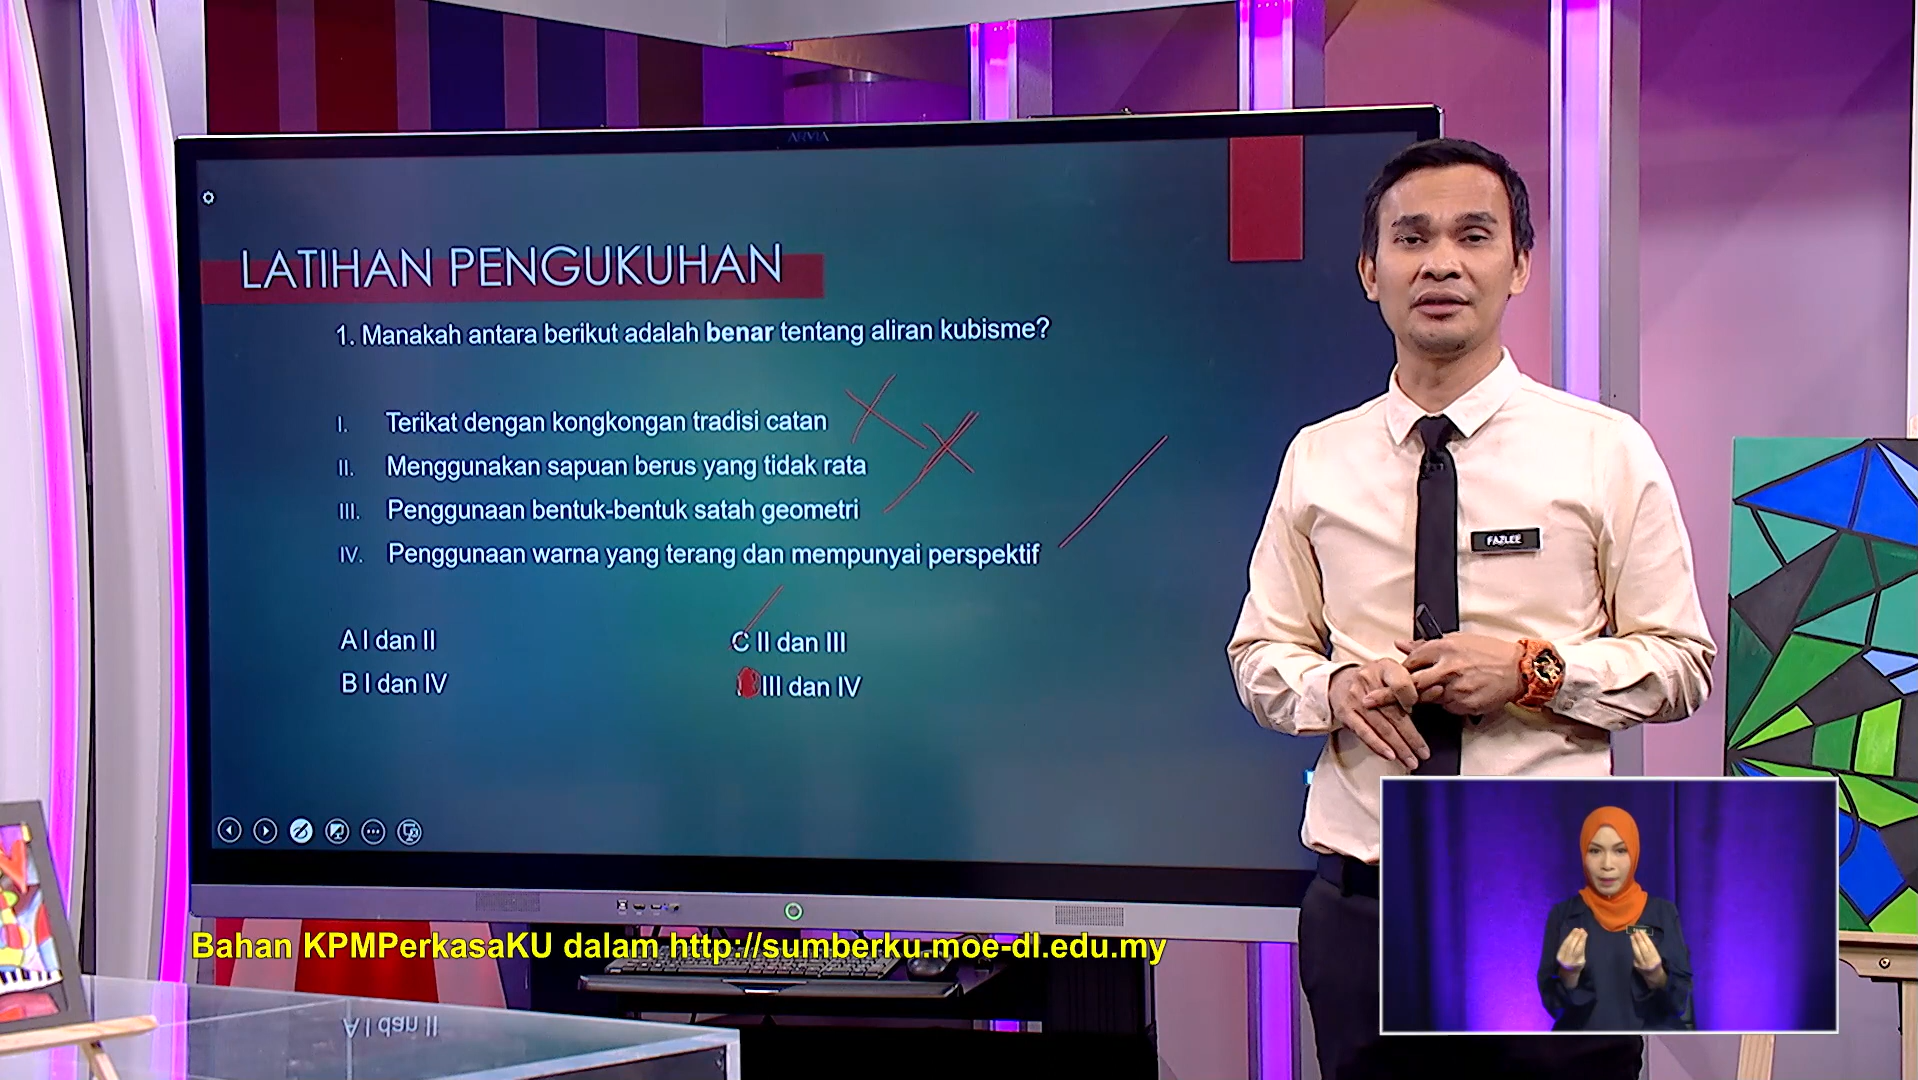 ARVIA
LATIHAN PENGUKUHAN
1. Manakah antara berikut adalah benar tentang aliran kubisme?
I. Terikat dengan kongkongan tradisi catan
II. Menggunakan sapuan berus yang tidak rata
III. Penggunaan bentuk-bentuk satah geometri
IV. Penggunaan warna yang terang dan mempunyai perspektif
A I dan II
C II dan III
B I dan IV
III dan IV
FAZLEE
Bahan KPMPerkasaKU dalam http://sumberku.moe-dl.edu.my
A I dan II